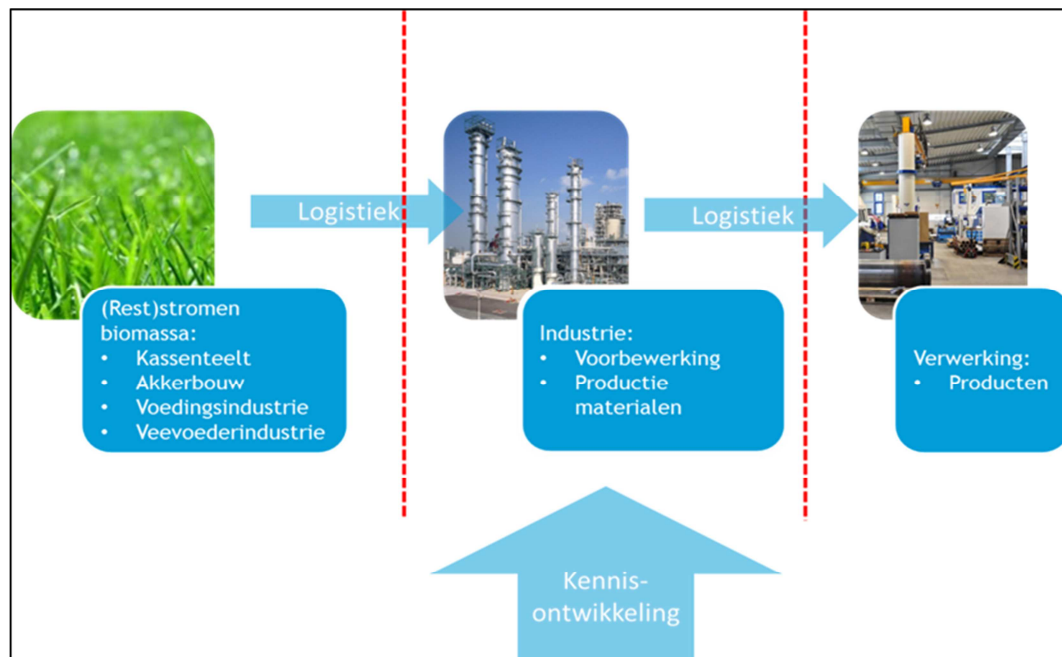 Logistiek
Logistiek
(Rest)stromen
biomassa:
• Kassenteelt
• Akkerbouw
• Voedingsindustrie
• Veevoederindustrie
Industrie:
• Voorbewerking
• Productie
materialen
Verwerking:
• Producten
Kennis-
ontwikkeling